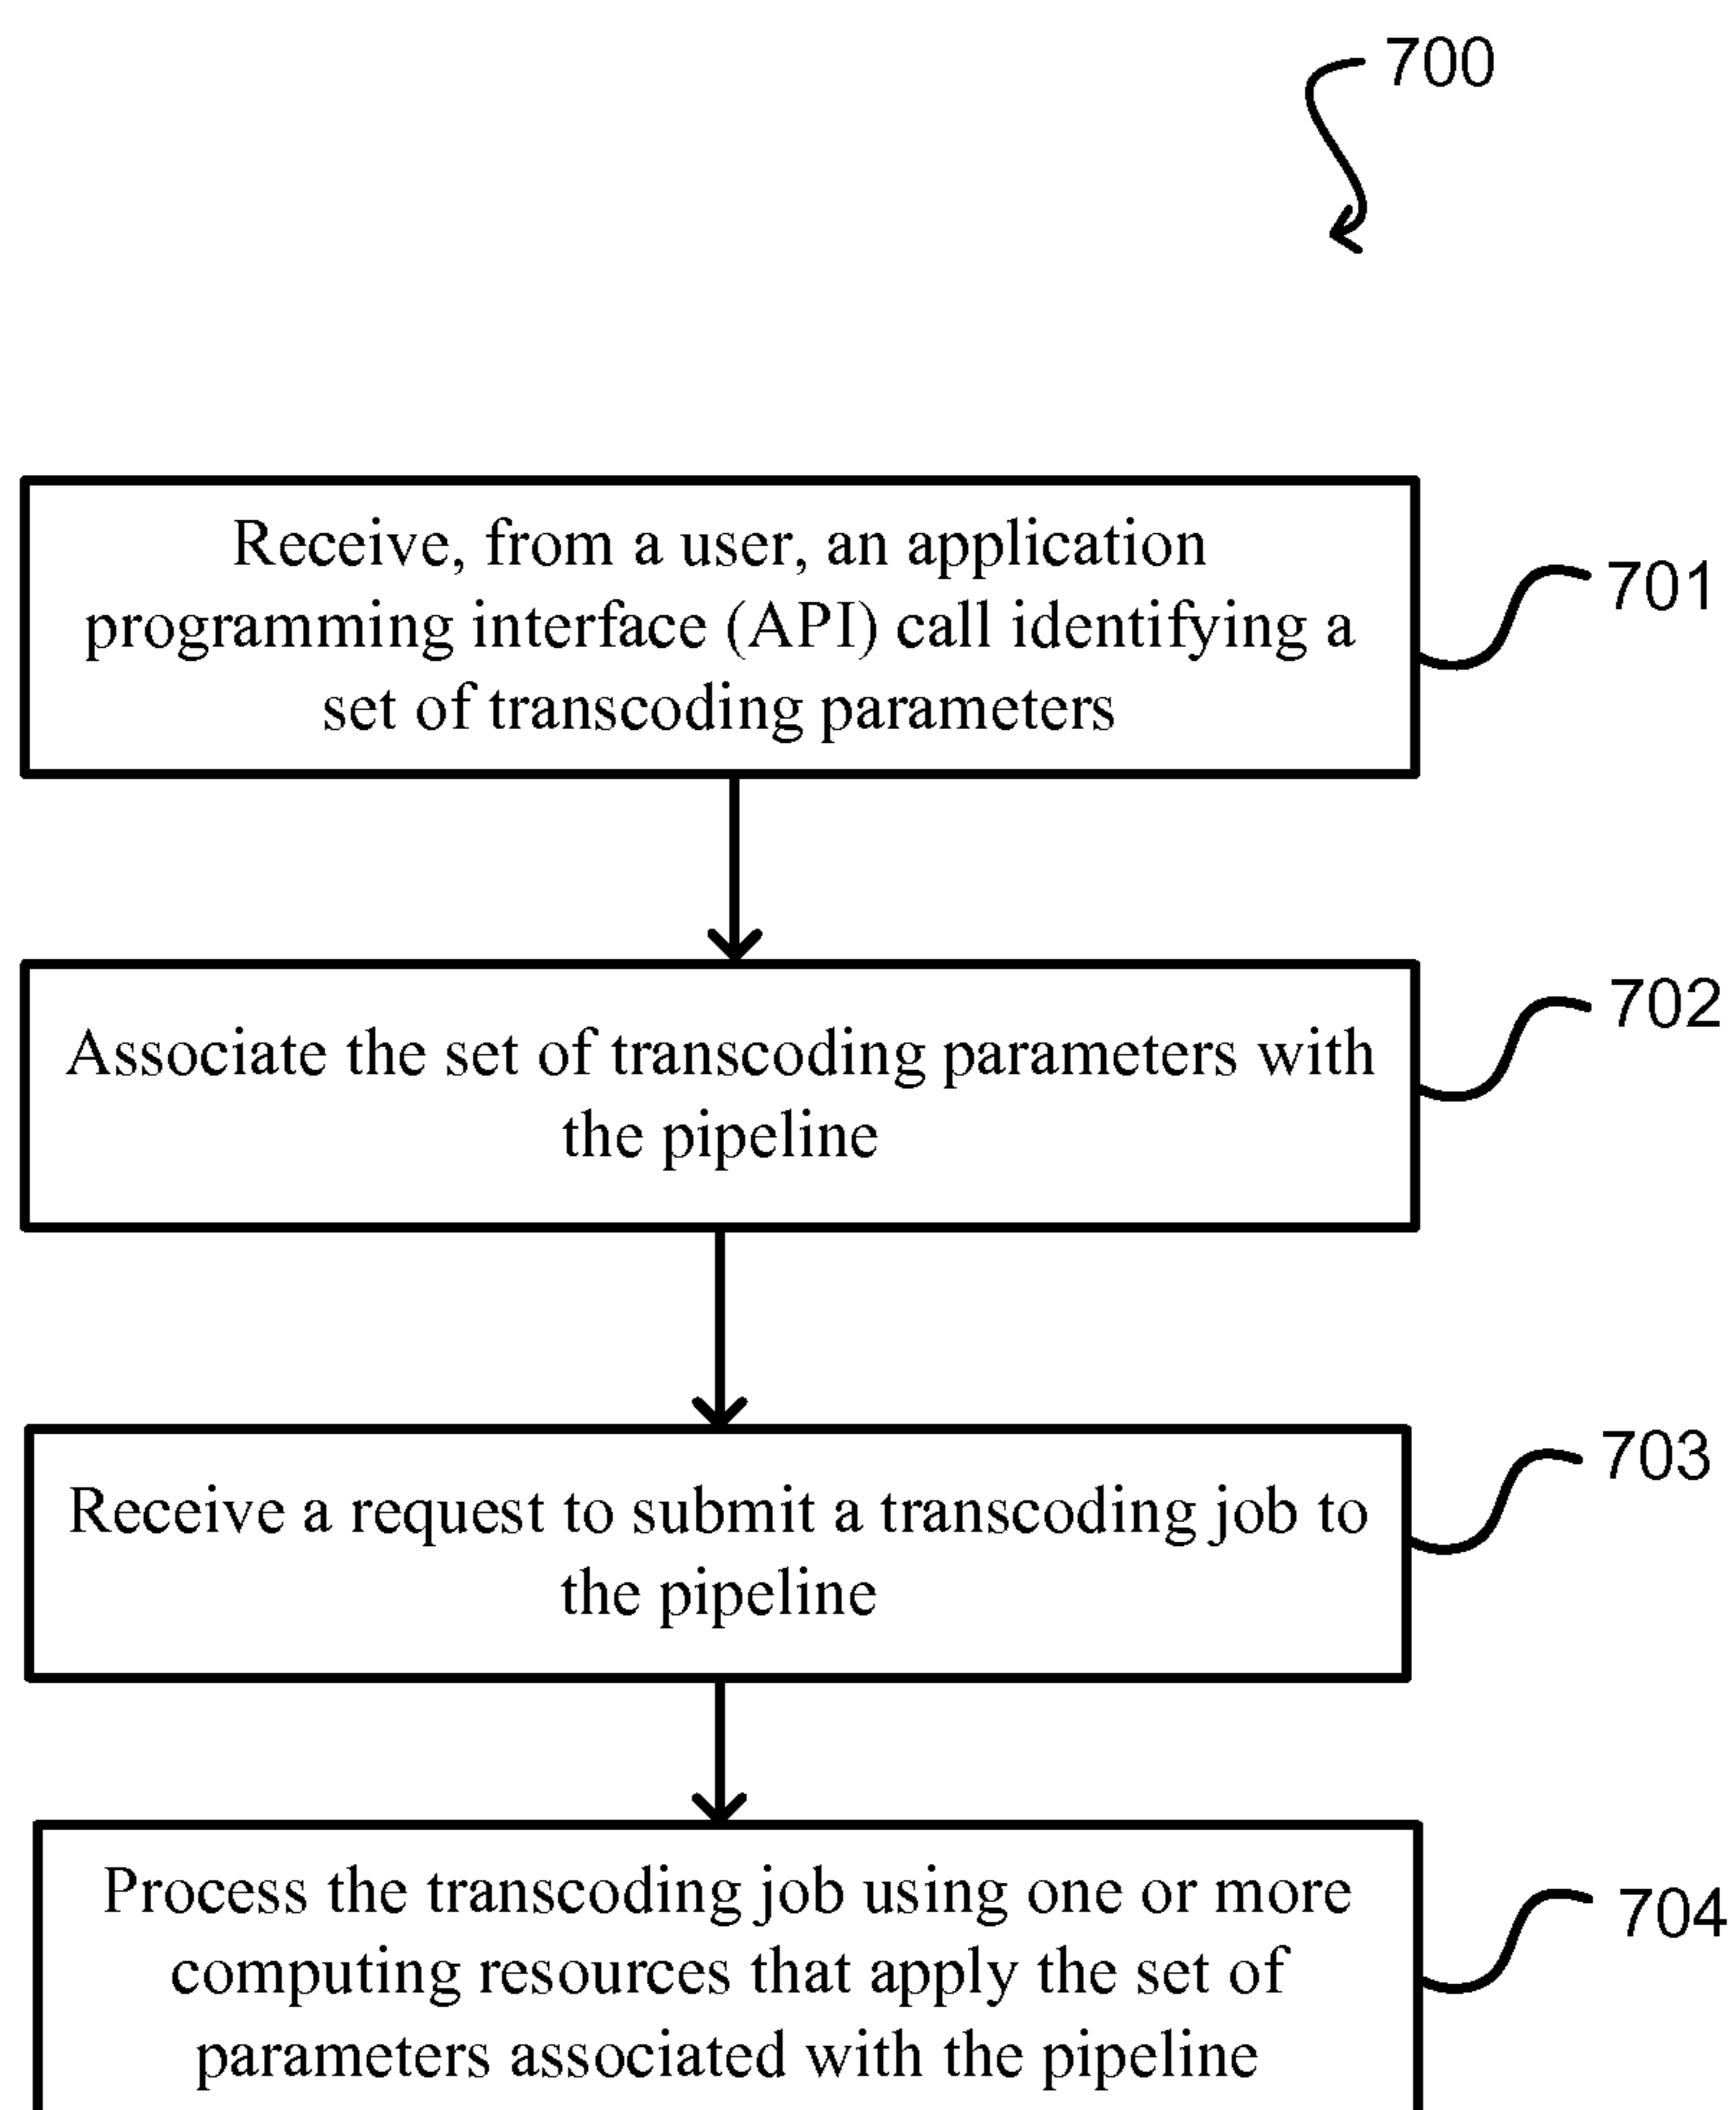 700
Receive, from a user, an application
programming interface (API) call identifying a
set of transcoding parameters
701
Associate the set of transcoding parameters with
the pipeline
702
Receive a request to submit a transcoding job to
the pipeline
703
Process the transcoding job using one or more
computing resources that apply the set of
parameters associated with the pipeline
704